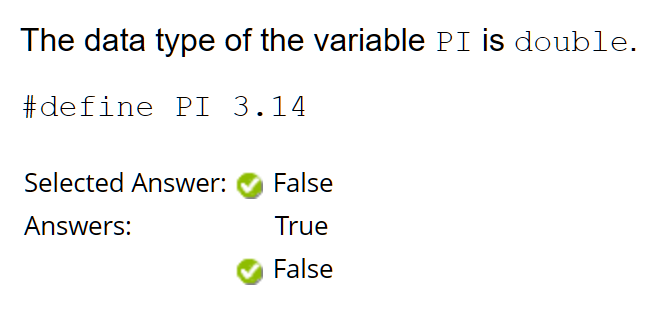 The data type of the variable PI is double.
#define PI 3.14
Selected Answer: False
Answers: True
False